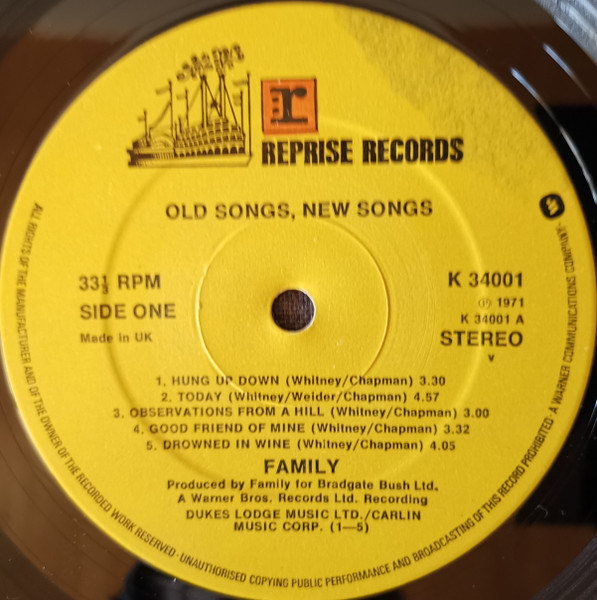 r
REPRISE RECORDS
OLD SONGS, NEW SONGS
33⅓ RPM
SIDE ONE
Made in UK
K 34001
℗ 1971
K 34001 A
STEREO
v
1. HUNG UP DOWN (Whitney/Chapman) 3.30
2. TODAY (Whitney/Weider/Chapman) 4.57
3. OBSERVATIONS FROM A HILL (Whitney/Chapman) 3.00
4. GOOD FRIEND OF MINE (Whitney/Chapman) 3.32
5. DROWNED IN WINE (Whitney/Chapman) 4.05
FAMILY
Produced by Family for Bradgate Bush Ltd.
A Warner Bros. Records Ltd. Recording
DUKES LODGE MUSIC LTD./CARLIN
MUSIC CORP. (1—5)
ALL RIGHTS OF THE MANUFACTURER AND OF THE OWNER OF THE RECORDED WORK RESERVED · UNAUTHORISED COPYING PUBLIC PERFORMANCE AND BROADCASTING OF THIS RECORD PROHIBITED · A WARNER COMMUNICATIONS COMPANY